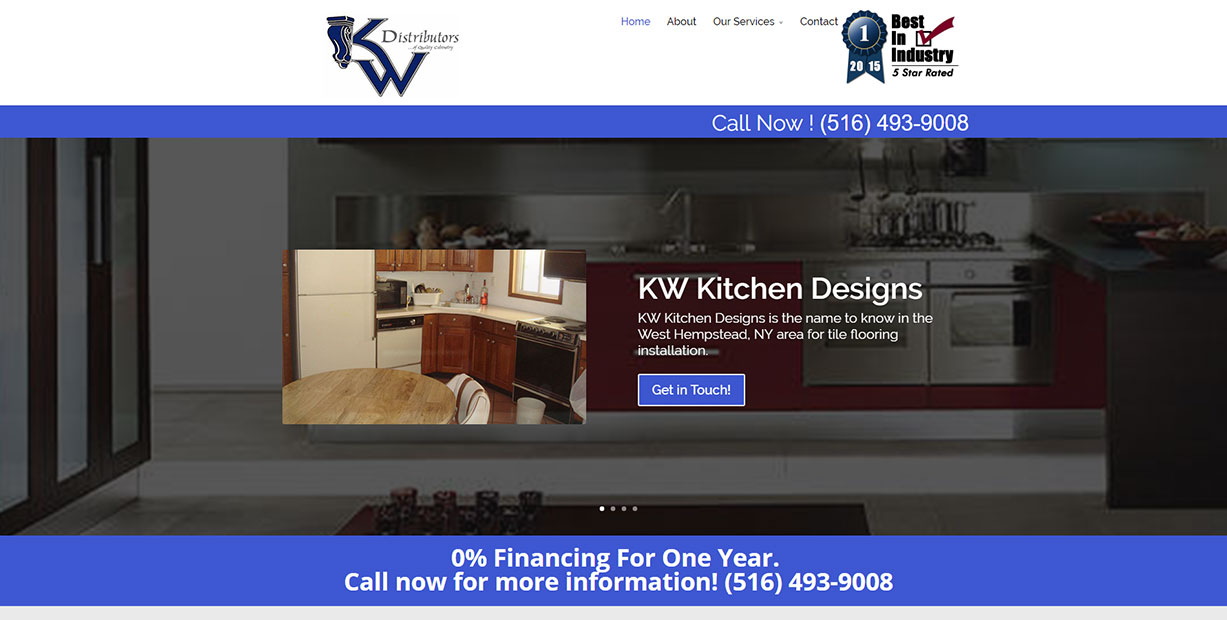 KW
Distributors
...of Quality Cabinetry
Home About Our Services Contact
1
2015
Best
In
Industry
5 Star Rated
Call Now ! (516) 493-9008
KW Kitchen Designs
KW Kitchen Designs is the name to know in the
West Hempstead, NY area for tile flooring
installation.
Get in Touch!
0% Financing For One Year.
Call now for more information! (516) 493-9008